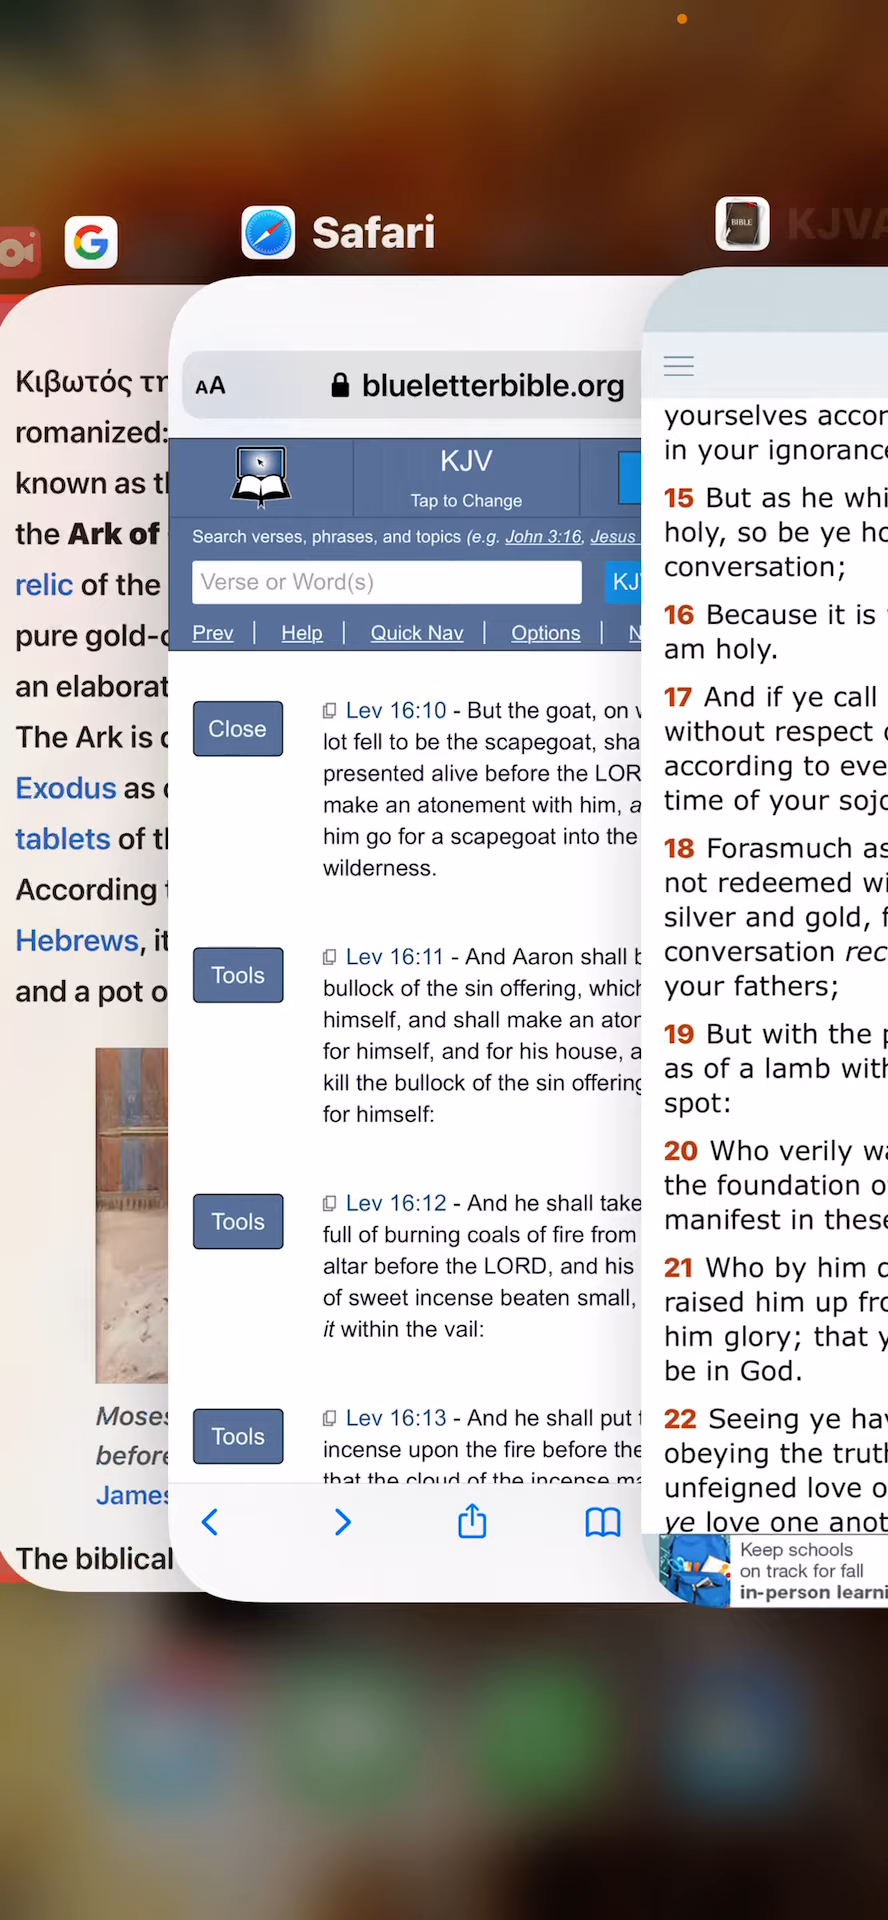 Safari
BIBLE
KJVA
Κιβωτός τη
romanized:
known as t
the Ark of
relic of the
pure gold-
an elaborat
The Ark is
Exodus as
tablets of t
According
Hebrews, it
and a pot o
Moses
before
James
The biblical
AA
blueletterbible.org
KJV
Tap to Change
Search verses, phrases, and topics (e.g. John 3:16, Jesus
Verse or Word(s)
KJ
Prev | Help | Quick Nav | Options | N
Close
Lev 16:10 - But the goat, on
lot fell to be the scapegoat, sha
presented alive before the LOR
make an atonement with him, a
him go for a scapegoat into the
wilderness.
Tools
Lev 16:11 - And Aaron shall b
bullock of the sin offering, which
himself, and shall make an ator
for himself, and for his house, a
kill the bullock of the sin offering
for himself:
Tools
Lev 16:12 - And he shall take
full of burning coals of fire from
altar before the LORD, and his
of sweet incense beaten small,
it within the vail:
Tools
Lev 16:13 - And he shall put
incense upon the fire before the
that the cloud of the incense ma
yourselves accor
in your ignorance
15 But as he whi
holy, so be ye ho
conversation;
16 Because it is
am holy.
17 And if ye call
without respect
according to eve
time of your sojo
18 Forasmuch as
not redeemed wi
silver and gold, f
conversation rec
your fathers;
19 But with the p
as of a lamb with
spot:
20 Who verily wa
the foundation o
manifest in these
21 Who by him d
raised him up fro
him glory; that y
be in God.
22 Seeing ye hav
obeying the truth
unfeigned love o
ye love one anot
Keep schools
on track for fall
in-person learni